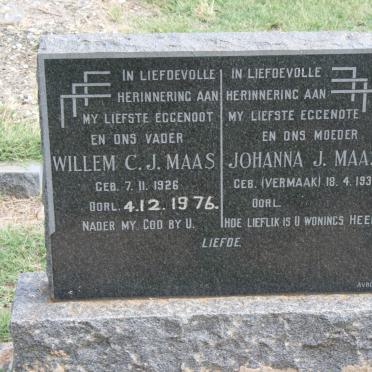 IN LIEFDEVOLLE
HERINNERING AAN
MY LIEFSTE EGGENOOT
EN ONS VADER
WILLEM C.J. MAAS
GEB. 7. 11. 1926
OORL. 4.12. 1976.
NADER MY. GOD BY U.
IN LIEFDEVOLLE
HERINNERING AAN
MY LIEFSTE EGGENOTE
EN ONS MOEDER
JOHANNA J. MAA
GEB. (VERMAAK) 18. 4. 193
OORL.
HOE LIEFLIK IS U WONINGS HEE
LIEFDE.